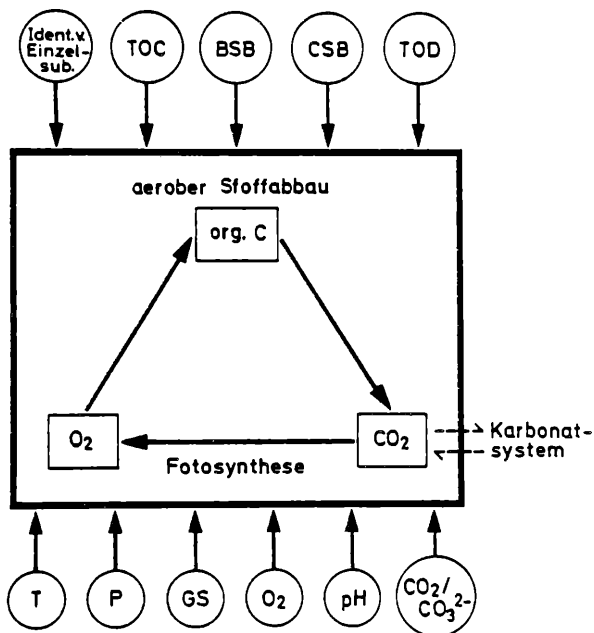 Ident.v.
Einzel-
sub.
TOC
BSB
CSB
TOD
aerober Stoffabbau
org. C
O₂
CO₂
Karbonat-
system
Fotosynthese
T
P
GS
O₂
pH
CO₂/
CO₃²⁻